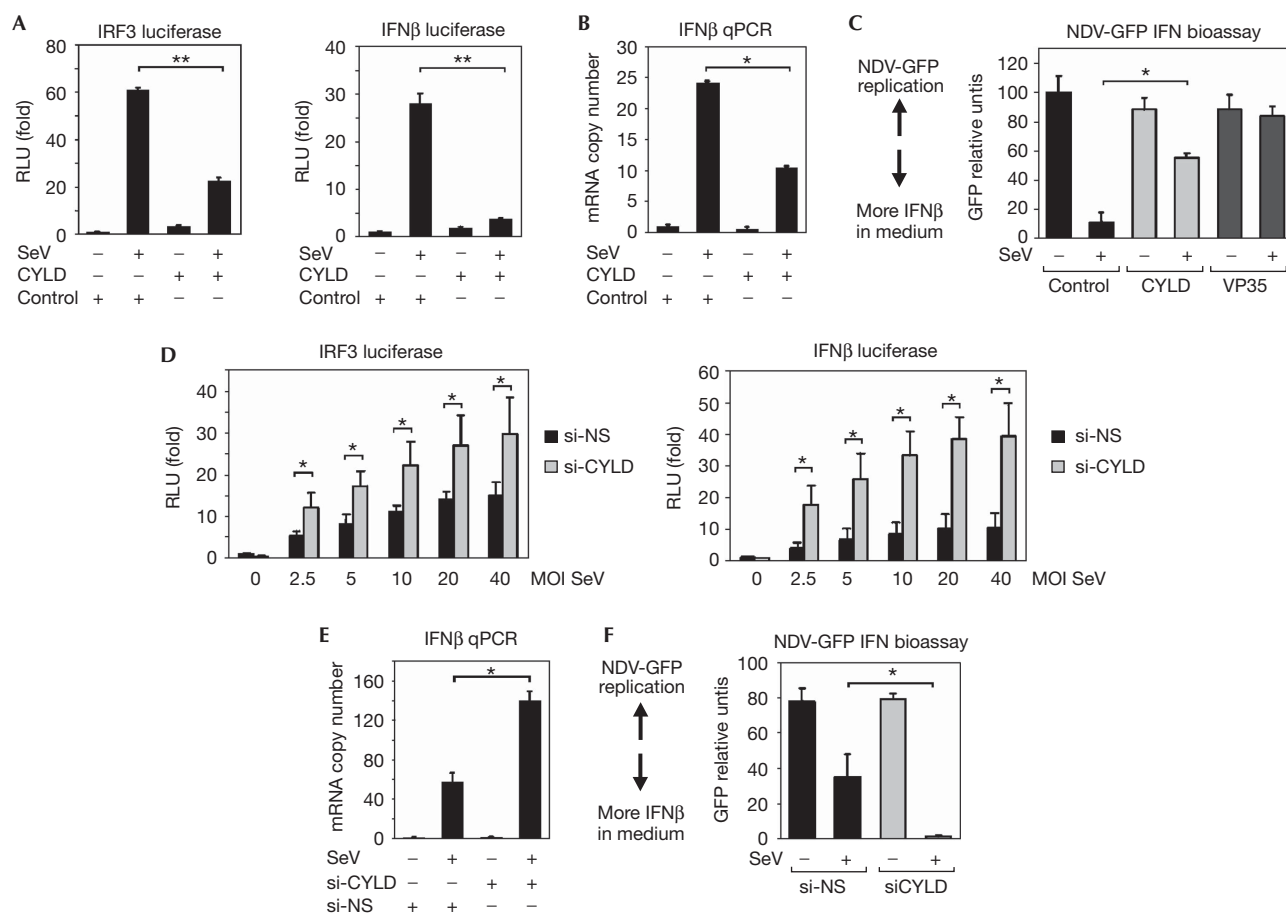 A
IRF3 luciferase
RLU (fold)
80
60
40
20
0
SeV – + – +
CYLD – – + +
Control + + – –
**
IFNβ luciferase
RLU (fold)
40
30
20
10
0
– + – +
– – + +
+ + – –
**
B
IFNβ qPCR
mRNA copy number
30
25
20
15
10
5
0
SeV – + – +
CYLD – – + +
Control + + – –
*
C
NDV-GFP IFN bioassay
NDV-GFP
replication
More IFNβ
in medium
GFP relative untis
120
100
80
60
40
20
0
*
SeV – + – + – +
Control CYLD VP35
D
IRF3 luciferase
RLU (fold)
50
40
30
20
10
0
* * * * *
0 2.5 5 10 20 40 MOI SeV
si-NS
si-CYLD
IFNβ luciferase
RLU (fold)
60
50
40
30
20
10
0
* * * * *
0 2.5 5 10 20 40 MOI SeV
si-NS
si-CYLD
E
IFNβ qPCR
mRNA copy number
160
120
80
40
0
*
SeV – + – +
si-CYLD – – + +
si-NS + + – –
F
NDV-GFP IFN bioassay
NDV-GFP
replication
More IFNβ
in medium
GFP relative untis
100
80
60
40
20
0
*
SeV – + – +
si-NS siCYLD